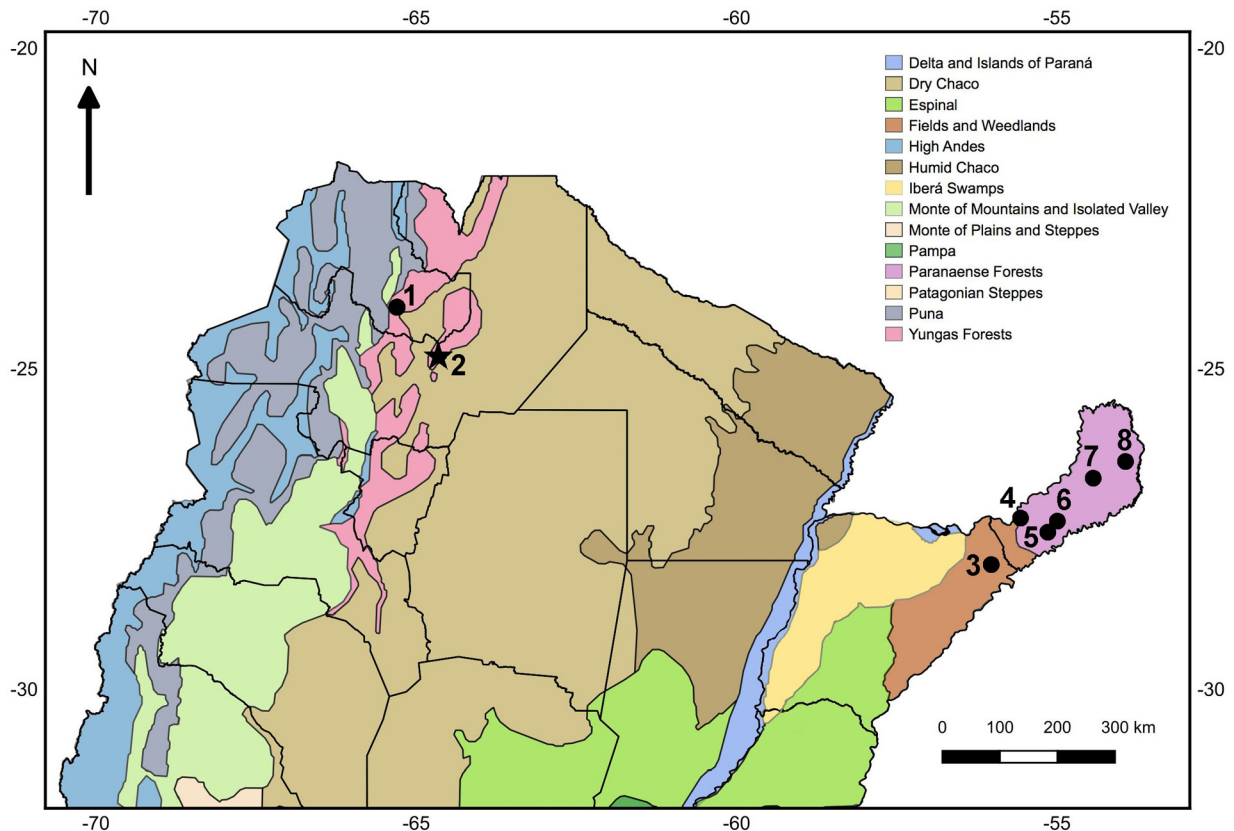 -70 -65 -60 -55
-20 -20
N
Delta and Islands of Paraná
Dry Chaco
Espinal
Fields and Weedlands
High Andes
Humid Chaco
Iberá Swamps
Monte of Mountains and Isolated Valley
Monte of Plains and Steppes
Pampa
Paranaense Forests
Patagonian Steppes
Puna
Yungas Forests
1
2
-25 -25
8
7
4 6
5
3
-30 -30
0 100 200 300 km
-70 -65 -60 -55